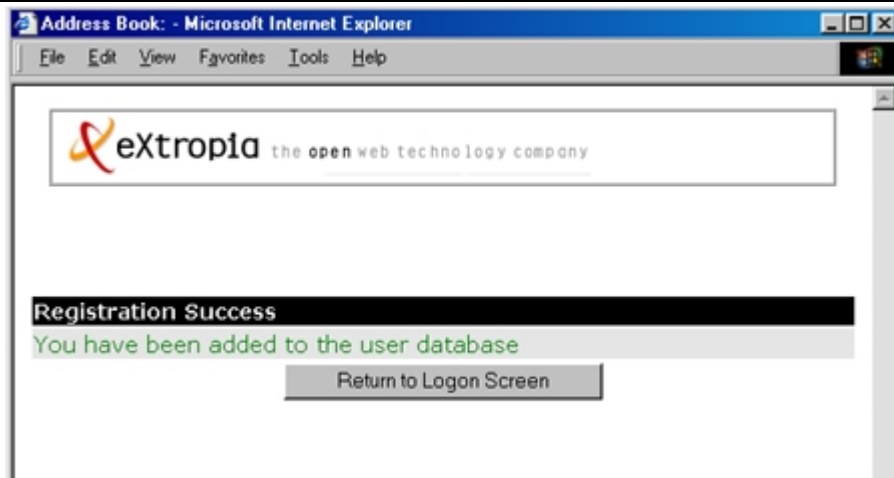 Address Book: - Microsoft Internet Explorer
File Edit View Favorites Tools Help
eXtropia the open web technology company
Registration Success
You have been added to the user database
Return to Logon Screen